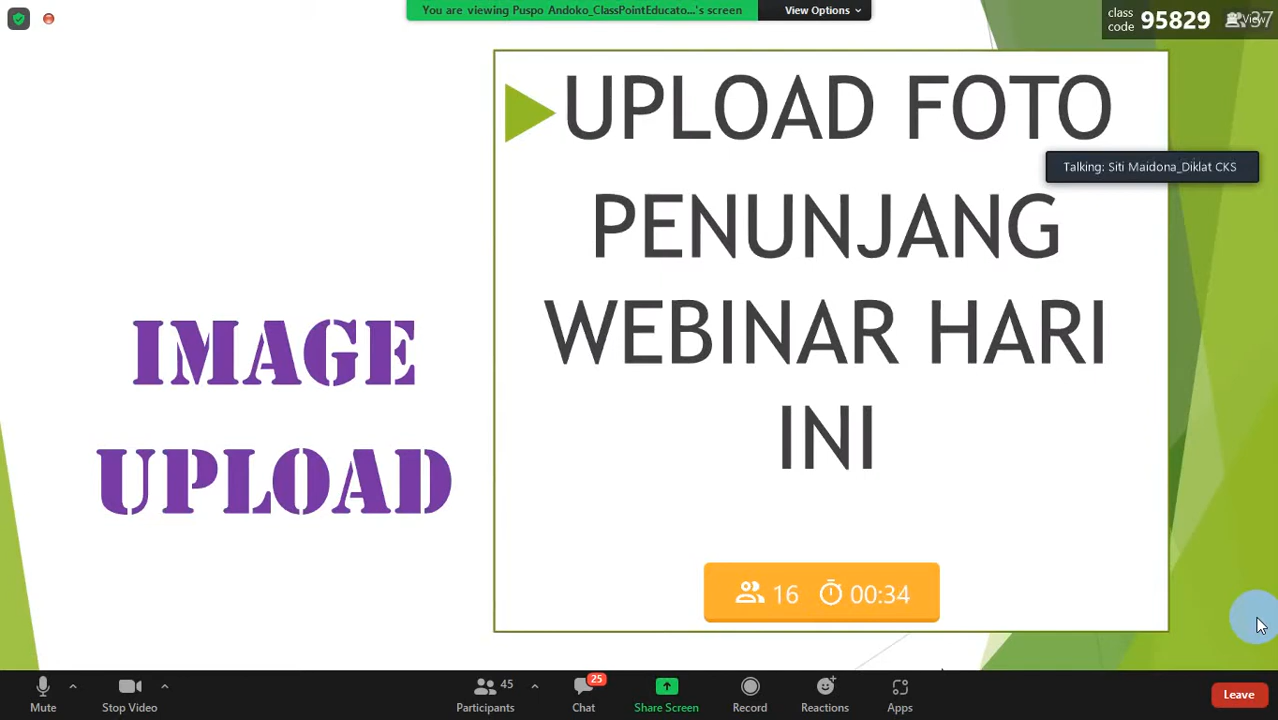 You are viewing Puspo Andoko_ClassPointEducato...'s screen
View Options
class code 95829
37
View
UPLOAD FOTO
PENUNJANG
WEBINAR HARI
INI
Talking: Siti Maidona_Diklat CKS
IMAGE
UPLOAD
16 00:34
Mute
Stop Video
45
Participants
25
Chat
Share Screen
Record
Reactions
Apps
Leave